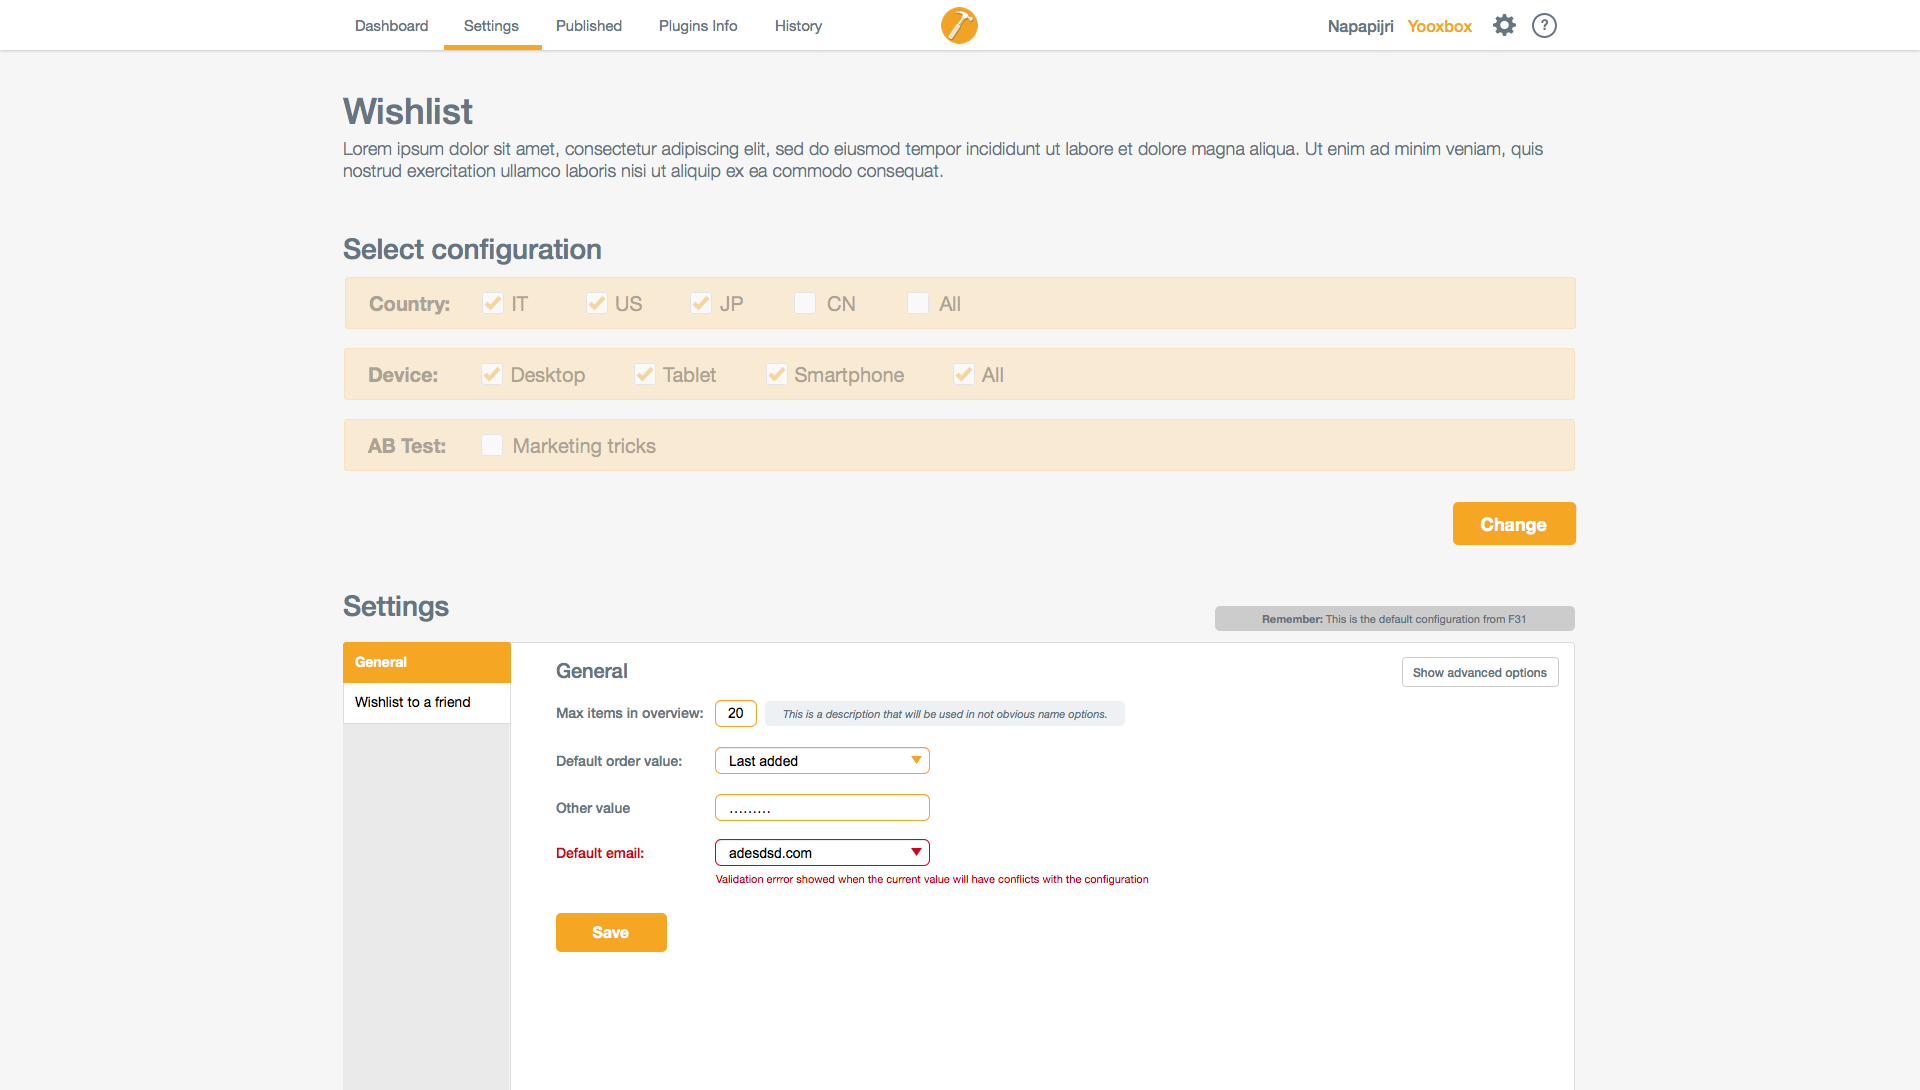 Dashboard Settings Published Plugins Info History Napapijri Yooxbox ?
Wishlist
Lorem ipsum dolor sit amet, consectetur adipiscing elit, sed do eiusmod tempor incididunt ut labore et dolore magna aliqua. Ut enim ad minim veniam, quis
nostrud exercitation ullamco laboris nisi ut aliquip ex ea commodo consequat.
Select configuration
Country: IT US JP CN All
Device: Desktop Tablet Smartphone All
AB Test: Marketing tricks
Change
Settings
Remember: This is the default configuration from F31
General
Wishlist to a friend
General
Show advanced options
Max items in overview: 20 This is a description that will be used in not obvious name options.
Default order value: Last added
Other value .........
Default email: adesdsd.com
Validation errror showed when the current value will have conflicts with the configuration
Save